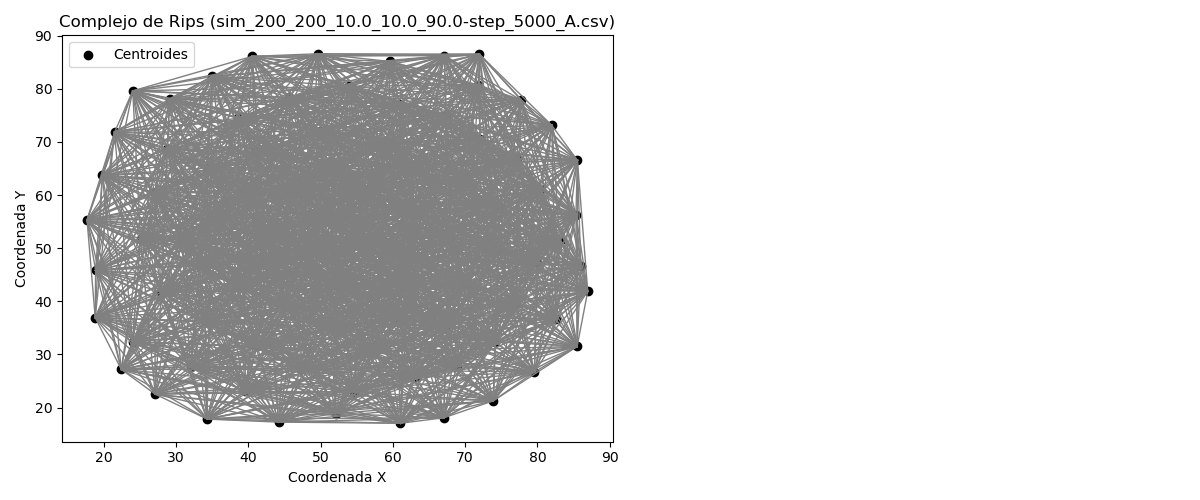 Complejo de Rips (sim_200_200_10.0_10.0_90.0-step_5000_A.csv)
Centroides
90
80
70
60
50
40
30
20
Coordenada Y
20 30 40 50 60 70 80 90
Coordenada X